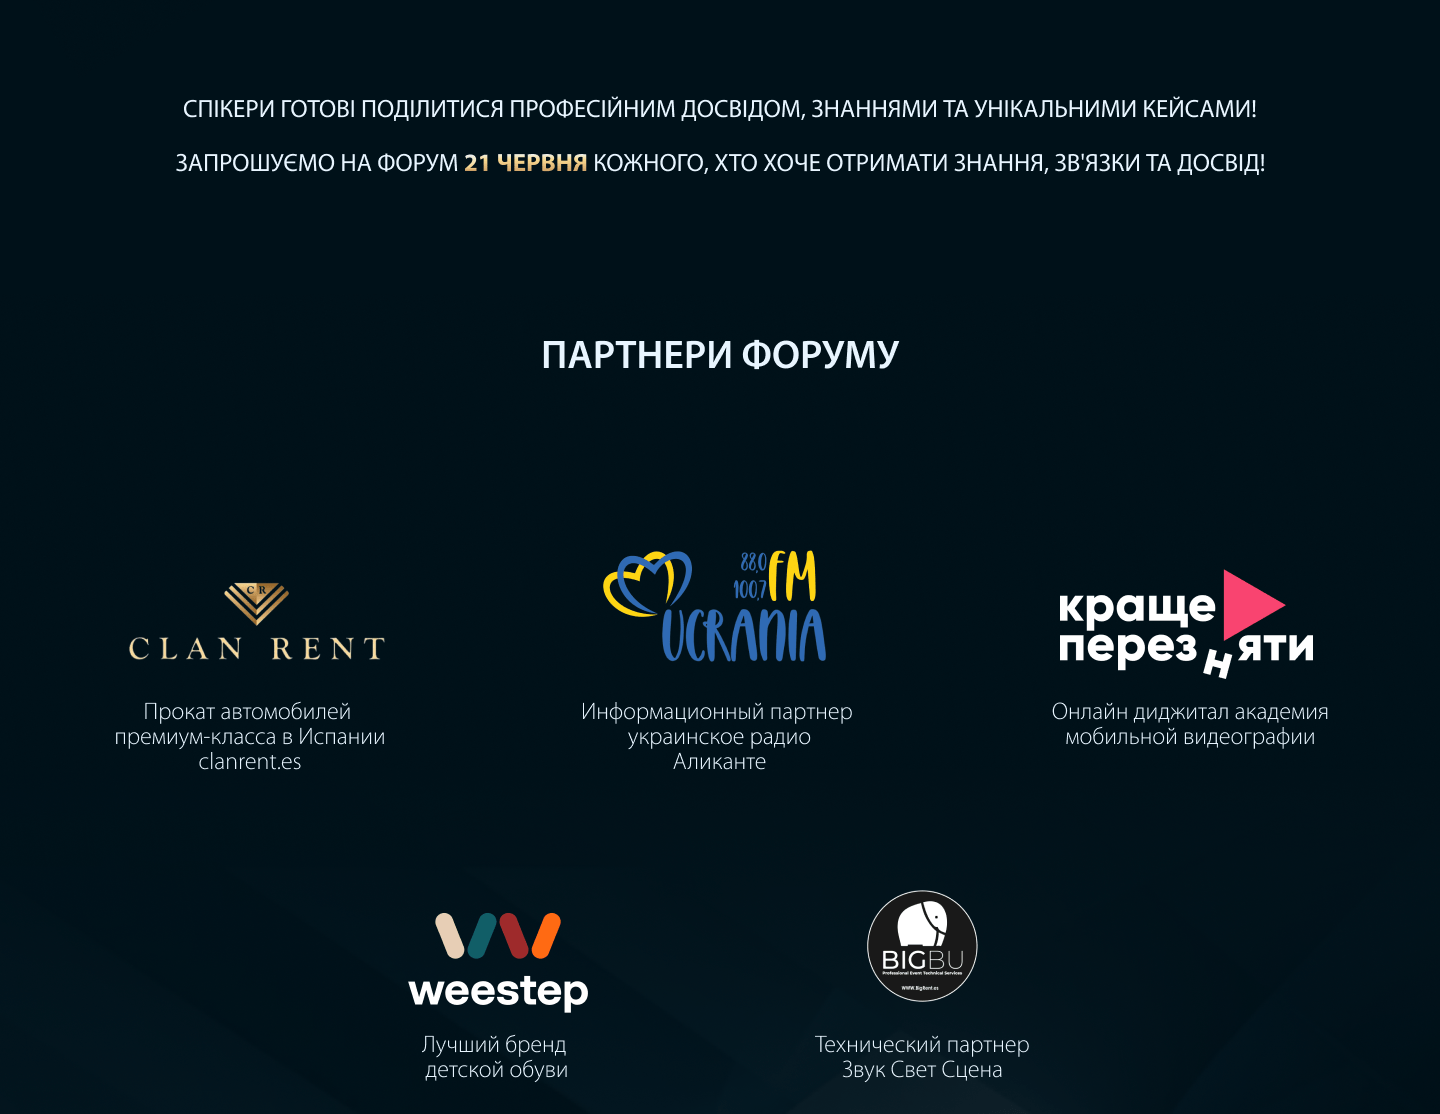 СПІКЕРИ ГОТОВІ ПОДІЛИТИСЯ ПРОФЕСІЙНИМ ДОСВІДОМ, ЗНАННЯМИ ТА УНІКАЛЬНИМИ КЕЙСАМИ!
ЗАПРОШУЄМО НА ФОРУМ 21 ЧЕРВНЯ КОЖНОГО, ХТО ХОЧЕ ОТРИМАТИ ЗНАННЯ, ЗВ'ЯЗКИ ТА ДОСВІД!
ПАРТНЕРИ ФОРУМУ
CR
CLAN RENT
Прокат автомобилей
премиум-класса в Испании
clanrent.es
88,0
100,7
FM
UCRANIA
Информационный партнер
украинское радио
Аликанте
краще
перезняти
Онлайн диджитал академия
мобильной видеографии
weestep
Лучший бренд
детской обуви
BIGBU
Professional Event Technical Services
WWW.BigRent.es
Технический партнер
Звук Свет Сцена